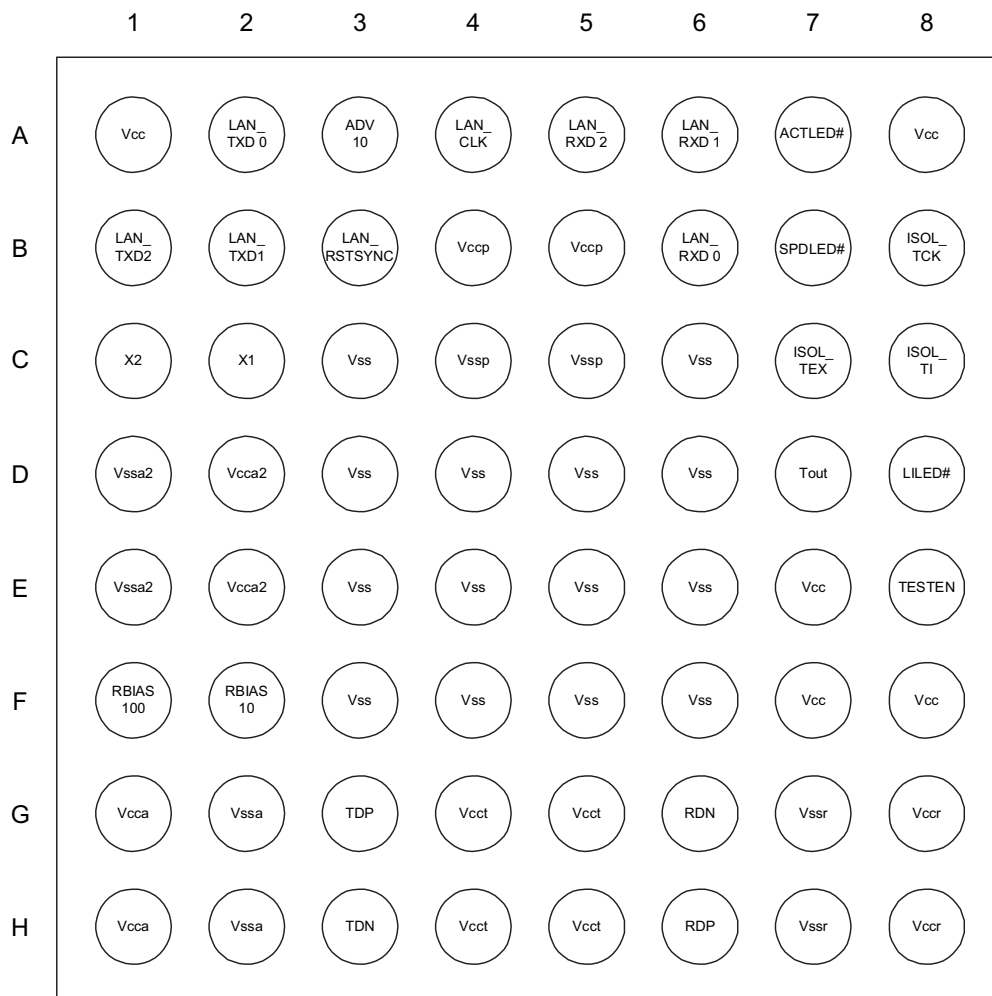 1 2 3 4 5 6 7 8
A Vcc LAN_ TXD 0 ADV 10 LAN_ CLK LAN_ RXD 2 LAN_ RXD 1 ACTLED# Vcc
B LAN_ TXD2 LAN_ TXD1 LAN_ RSTSYNC Vccp Vccp LAN_ RXD 0 SPDLED# ISOL_ TCK
C X2 X1 Vss Vssp Vssp Vss ISOL_ TEX ISOL_ TI
D Vssa2 Vcca2 Vss Vss Vss Vss Tout LILED#
E Vssa2 Vcca2 Vss Vss Vss Vss Vcc TESTEN
F RBIAS 100 RBIAS 10 Vss Vss Vss Vss Vcc Vcc
G Vcca Vssa TDP Vcct Vcct RDN Vssr Vccr
H Vcca Vssa TDN Vcct Vcct RDP Vssr Vccr